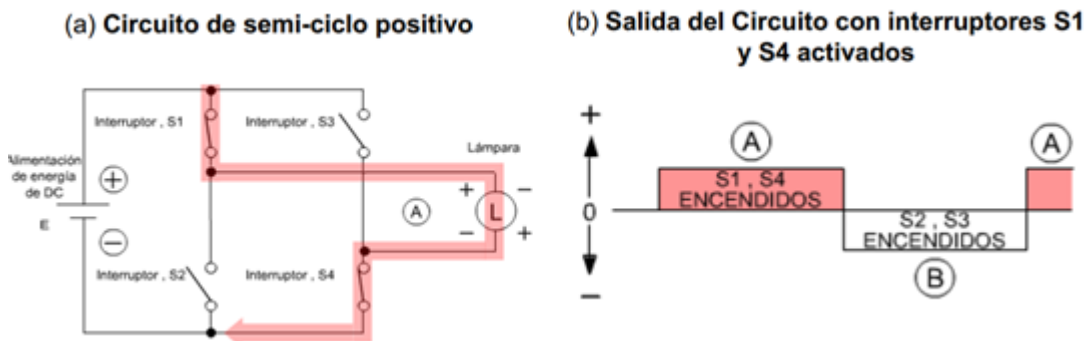 (a) Circuito de semi-ciclo positivo
Interruptor , S1
Interruptor , S3
Lámpara
Alimentación
de energía
de DC
+
E
−
+ −
A
L
− +
Interruptor , S2
Interruptor , S4
(b) Salida del Circuito con interruptores S1
y S4 activados
+
0
−
A
S1 , S4
ENCENDIDOS
S2 , S3
ENCENDIDOS
B
A